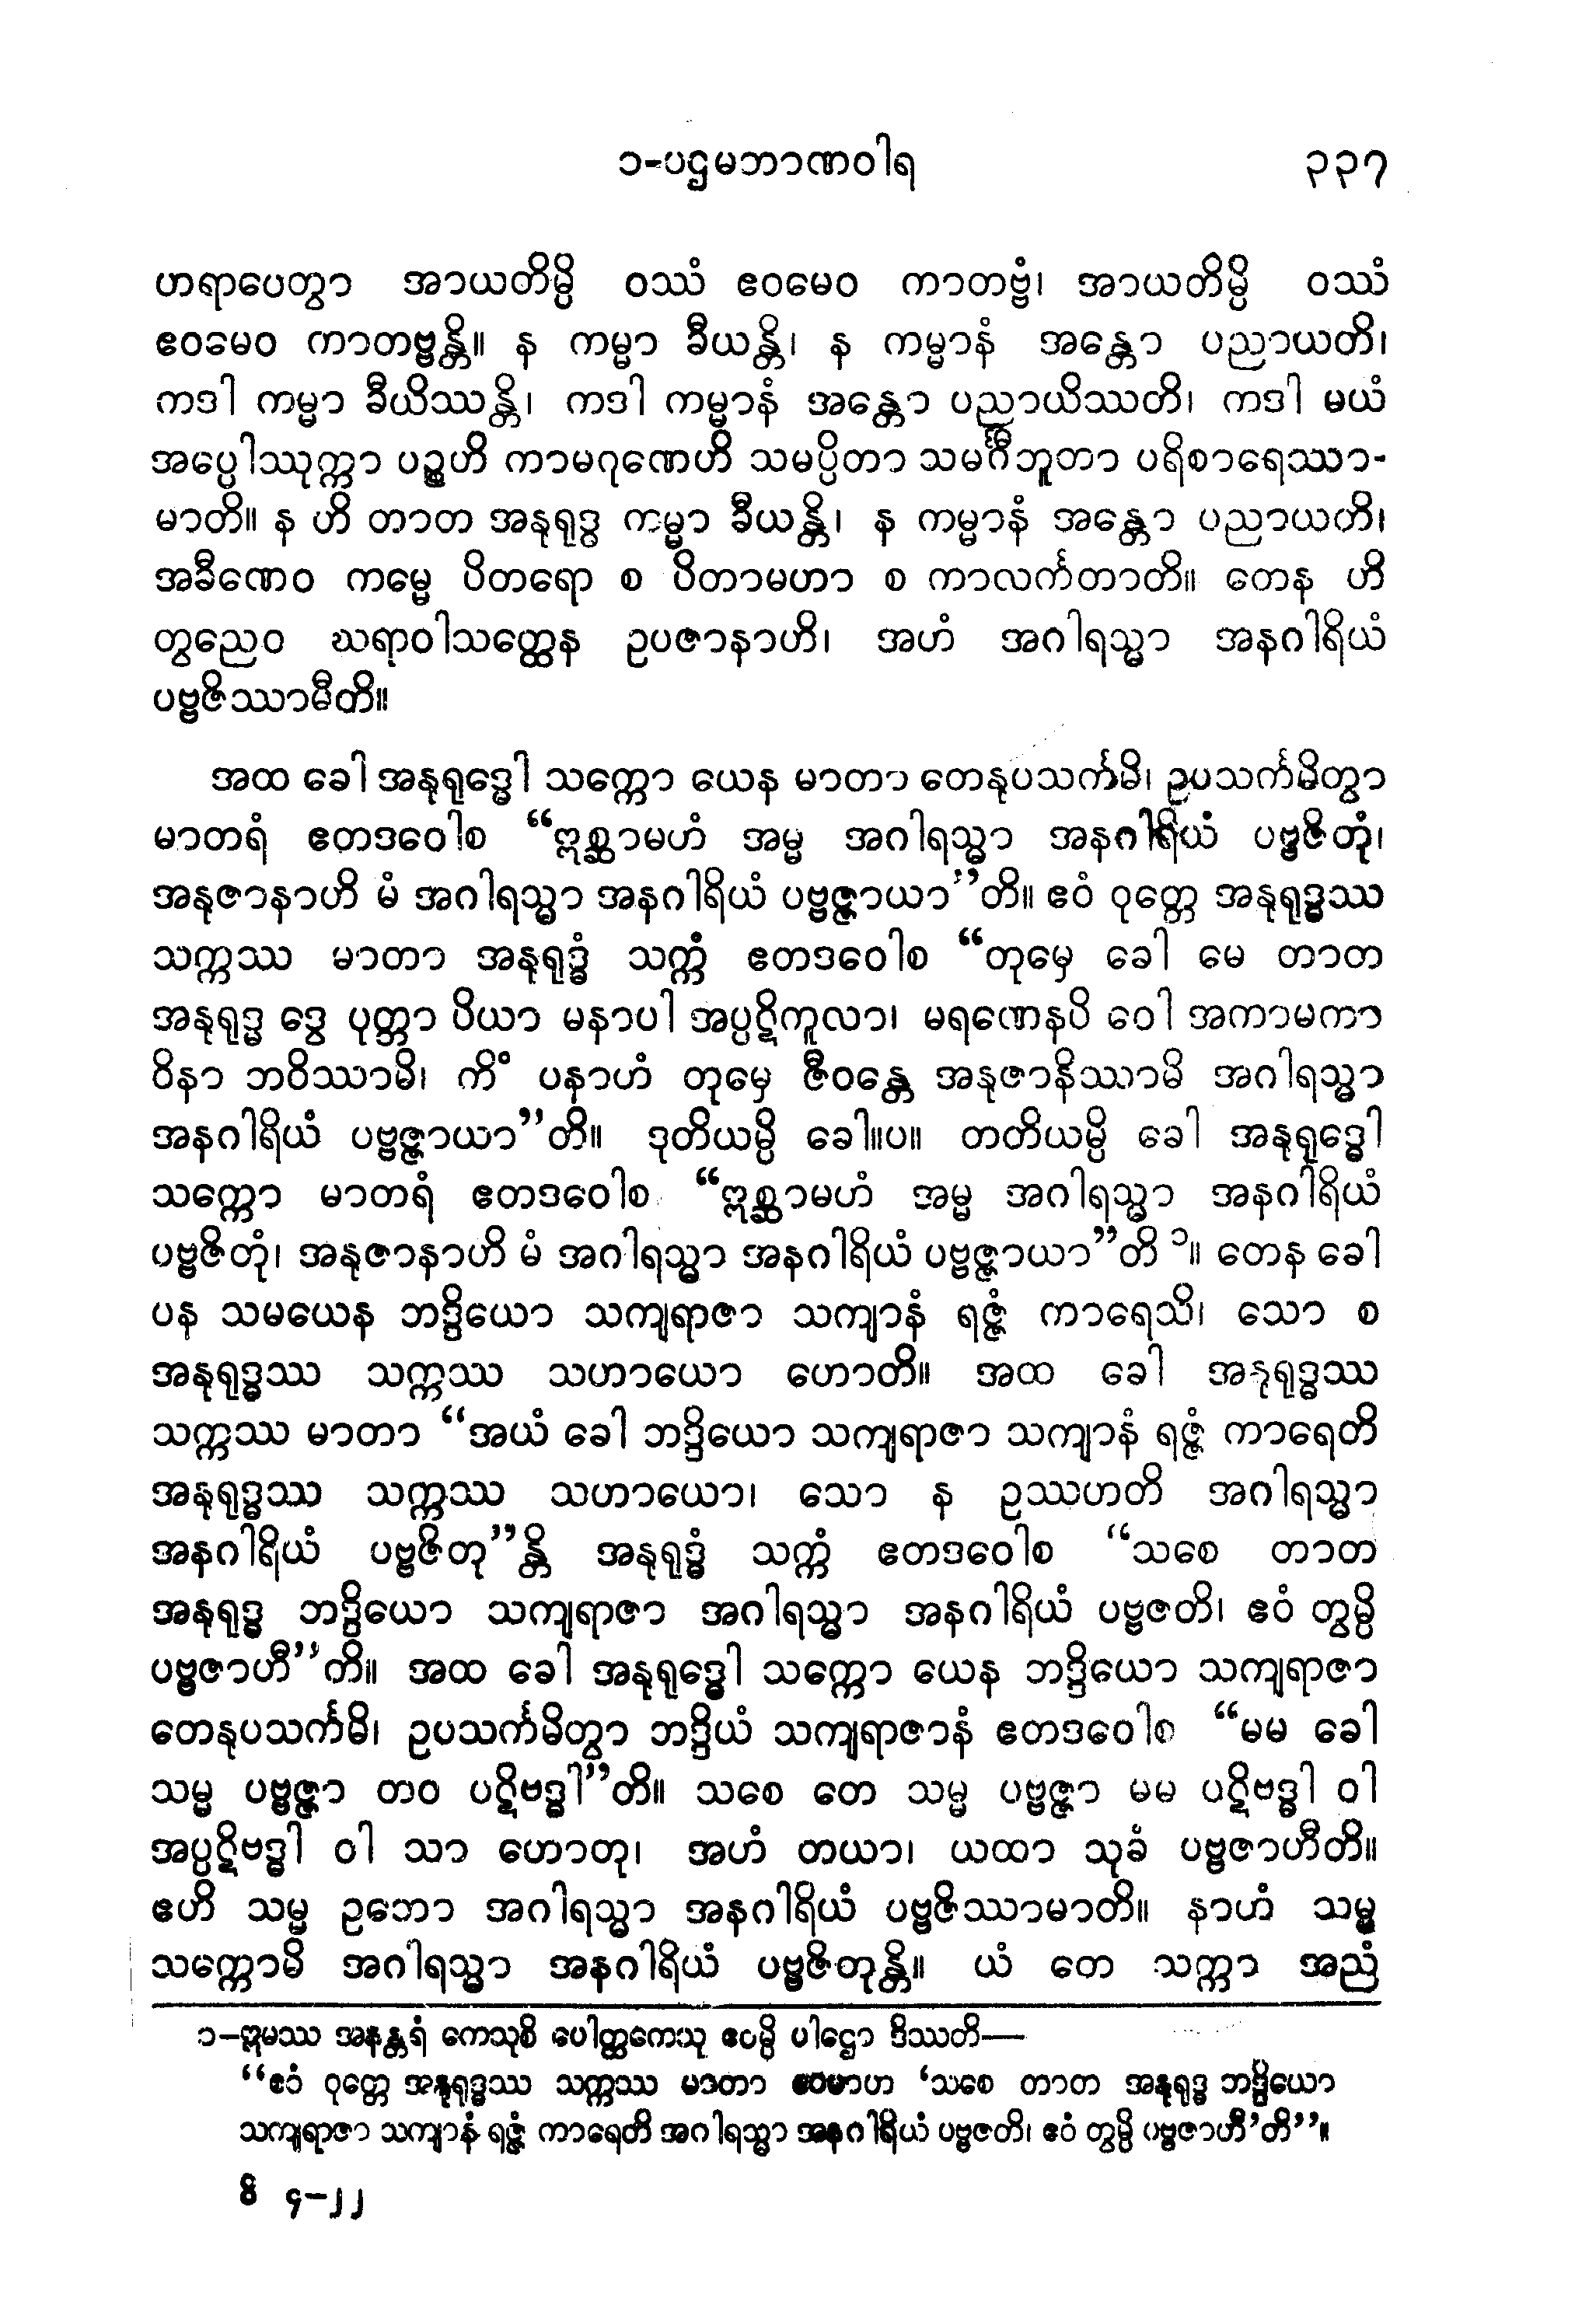 ၁-ပဌမဘာဏဝါရ ၃၃၇
ဟရာပေတွာ အာယတိမ္ပိ ဝဿံ ဧဝမေဝ ကာတဗ္ဗံ၊ အာယတိမ္ပိ ဝဿံ
ဧဝမေဝ ကာတဗ္ဗန္တိ။ န ကမ္မာ ခီယန္တိ၊ န ကမ္မာနံ အန္တော ပညာယတိ၊
ကဒါ ကမ္မာ ခီယိဿန္တိ၊ ကဒါ ကမ္မာနံ အန္တော ပညာယိဿတိ၊ ကဒါ မယံ
အပ္ပေါဿုက္ကာ ပဉ္စဟိ ကာမဂုဏေဟိ သမပ္ပိတာ သမင်္ဂီဘူတာ ပရိစာရေဿာ-
မာတိ။ န ဟိ တာတ အနုရုဒ္ဓ ကမ္မာ ခီယန္တိ၊ န ကမ္မာနံ အန္တော ပညာယတိ၊
အခီဏေဝ ကမ္မေ ပိတရော စ ပိတာမဟာ စ ကာလင်္ကတာတိ။ တေန ဟိ
တွညေဝ ဃရာဝါသတ္ထေန ဥပဇာနာဟိ၊ အဟံ အဂါရသ္မာ အနဂါရိယံ
ပဗ္ဗဇိဿာမီတိ။
အထ ခေါ အနုရုဒ္ဓေါ သက္ကော ယေန မာတာ တေနုပသင်္ကမိ၊ ဥပသင်္ကမိတွာ
မာတရံ ဧတဒဝေါစ “ဣစ္ဆာမဟံ အမ္မ အဂါရသ္မာ အနဂါရိယံ ပဗ္ဗဇိတုံ၊
အနုဇာနာဟိ မံ အဂါရသ္မာ အနဂါရိယံ ပဗ္ဗဇ္ဇာယာ”တိ။ ဧဝံ ဝုတ္တေ အနုရုဒ္ဓဿ
သက္ကဿ မာတာ အနုရုဒ္ဓံ သက္ကံ ဧတဒဝေါစ “တုမှေ ခေါ မေ တာတ
အနုရုဒ္ဓ ဒွေ ပုတ္တာ ပိယာ မနာပါ အပ္ပဋိကူလာ၊ မရဏေနပိ ဝေါ အကာမကာ
ဝိနာ ဘဝိဿာမိ၊ ကိံ ပနာဟံ တုမှေ ဇီဝန္တေ အနုဇာနိဿာမိ အဂါရသ္မာ
အနဂါရိယံ ပဗ္ဗဇ္ဇာယာ”တိ။ ဒုတိယမ္ပိ ခေါ။ပ။ တတိယမ္ပိ ခေါ အနုရုဒ္ဓေါ
သက္ကော မာတရံ ဧတဒဝေါစ “ဣစ္ဆာမဟံ အမ္မ အဂါရသ္မာ အနဂါရိယံ
ပဗ္ဗဇိတုံ၊ အနုဇာနာဟိ မံ အဂါရသ္မာ အနဂါရိယံ ပဗ္ဗဇ္ဇာယာ”တိ ၁။ တေန ခေါ
ပန သမယေန ဘဒ္ဒိယော သကျရာဇာ သကျာနံ ရဇ္ဇံ ကာရေသိ၊ သော စ
အနုရုဒ္ဓဿ သက္ကဿ သဟာယော ဟောတိ။ အထ ခေါ အနုရုဒ္ဓဿ
သက္ကဿ မာတာ “အယံ ခေါ ဘဒ္ဒိယော သကျရာဇာ သကျာနံ ရဇ္ဇံ ကာရေတိ
အနုရုဒ္ဓဿ သက္ကဿ သဟာယော၊ သော န ဥဿဟတိ အဂါရသ္မာ
အနဂါရိယံ ပဗ္ဗဇိတု”န္တိ အနုရုဒ္ဓံ သက္ကံ ဧတဒဝေါစ “သစေ တာတ
အနုရုဒ္ဓ ဘဒ္ဒိယော သကျရာဇာ အဂါရသ္မာ အနဂါရိယံ ပဗ္ဗဇတိ၊ ဧဝံ တွမ္ပိ
ပဗ္ဗဇာဟီ”တိ။ အထ ခေါ အနုရုဒ္ဓေါ သက္ကော ယေန ဘဒ္ဒိယော သကျရာဇာ
တေနုပသင်္ကမိ၊ ဥပသင်္ကမိတွာ ဘဒ္ဒိယံ သကျရာဇာနံ ဧတဒဝေါစ “မမ ခေါ
သမ္မ ပဗ္ဗဇ္ဇာ တဝ ပဋိဗဒ္ဓါ”တိ။ သစေ တေ သမ္မ ပဗ္ဗဇ္ဇာ မမ ပဋိဗဒ္ဓါ ဝါ
အပ္ပဋိဗဒ္ဓါ ဝါ သာ ဟောတု၊ အဟံ တယာ၊ ယထာ သုခံ ပဗ္ဗဇာဟီတိ။
ဧဟိ သမ္မ ဥဘော အဂါရသ္မာ အနဂါရိယံ ပဗ္ဗဇိဿာမာတိ။ နာဟံ သမ္မ
သက္ကောမိ အဂါရသ္မာ အနဂါရိယံ ပဗ္ဗဇိတုန္တိ။ ယံ တေ သက္ကာ အညံ
၁—ဣမဿ အနန္တရံ ကေသုစိ ပေါတ္ထကေသု ဧဝမ္ပိ ပါဌော ဒိဿတိ—
“ဧဝံ ဝုတ္တေ အနုရုဒ္ဓဿ သက္ကဿ မာတာ ဧဝမာဟ ‘သစေ တာတ အနုရုဒ္ဓ ဘဒ္ဒိယော
သကျရာဇာ သကျာနံ ရဇ္ဇံ ကာရေတိ အဂါရသ္မာ အနဂါရိယံ ပဗ္ဗဇတိ၊ ဧဝံ တွမ္ပိ ပဗ္ဗဇာဟီ’တိ”။
ဝိ ၄—၂၂